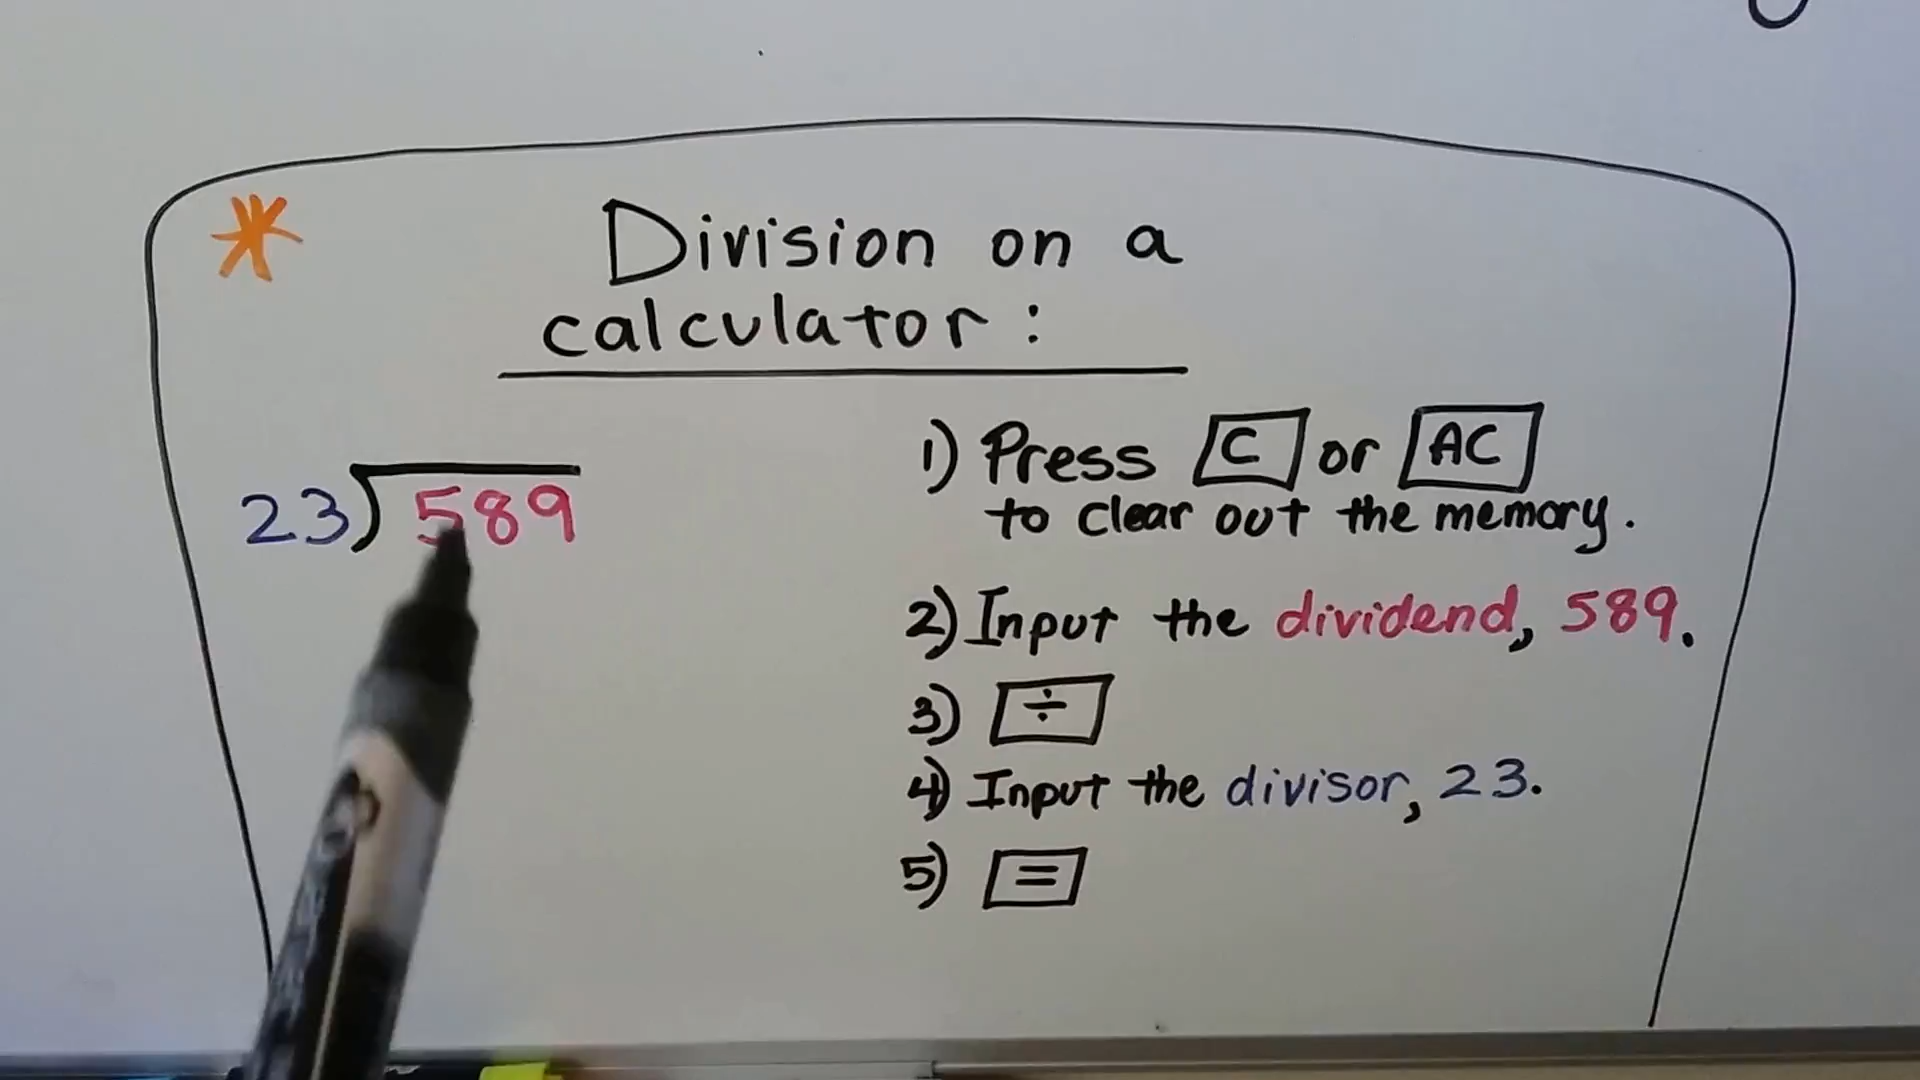 Division on a
calculator:
23)589
1) Press C or AC
to clear out the memory.
2) Input the dividend, 589.
3) ÷
4) Input the divisor, 23.
5) =